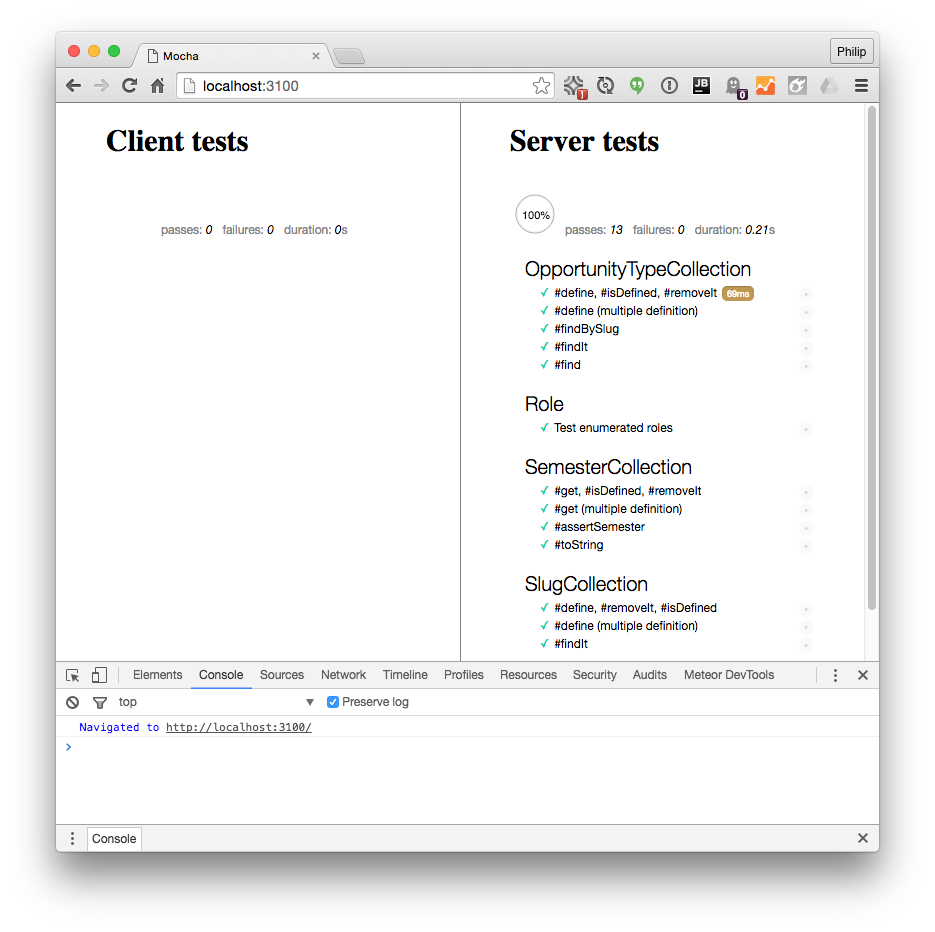 Mocha
Philip
localhost:3100
1
JB
0
Client tests
passes: 0 failures: 0 duration: 0s
Server tests
100%
passes: 13 failures: 0 duration: 0.21s
OpportunityTypeCollection
✓ #define, #isDefined, #removeIt 69ms
✓ #define (multiple definition)
✓ #findBySlug
✓ #findIt
✓ #find
Role
✓ Test enumerated roles
SemesterCollection
✓ #get, #isDefined, #removeIt
✓ #get (multiple definition)
✓ #assertSemester
✓ #toString
SlugCollection
✓ #define, #removeIt, #isDefined
✓ #define (multiple definition)
✓ #findIt
Elements Console Sources Network Timeline Profiles Resources Security Audits Meteor DevTools
top Preserve log
Navigated to http://localhost:3100/
Console